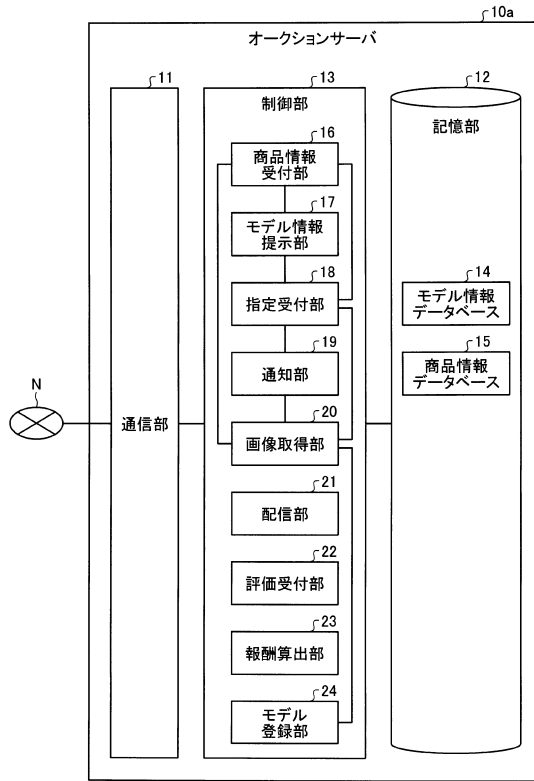 10a
オークションサーバ
11
13
12
制御部
記憶部
16
商品情報
受付部
17
モデル情報
提示部
18
指定受付部
14
モデル情報
データベース
19
通知部
15
商品情報
データベース
N
通信部
20
画像取得部
21
配信部
22
評価受付部
23
報酬算出部
24
モデル
登録部